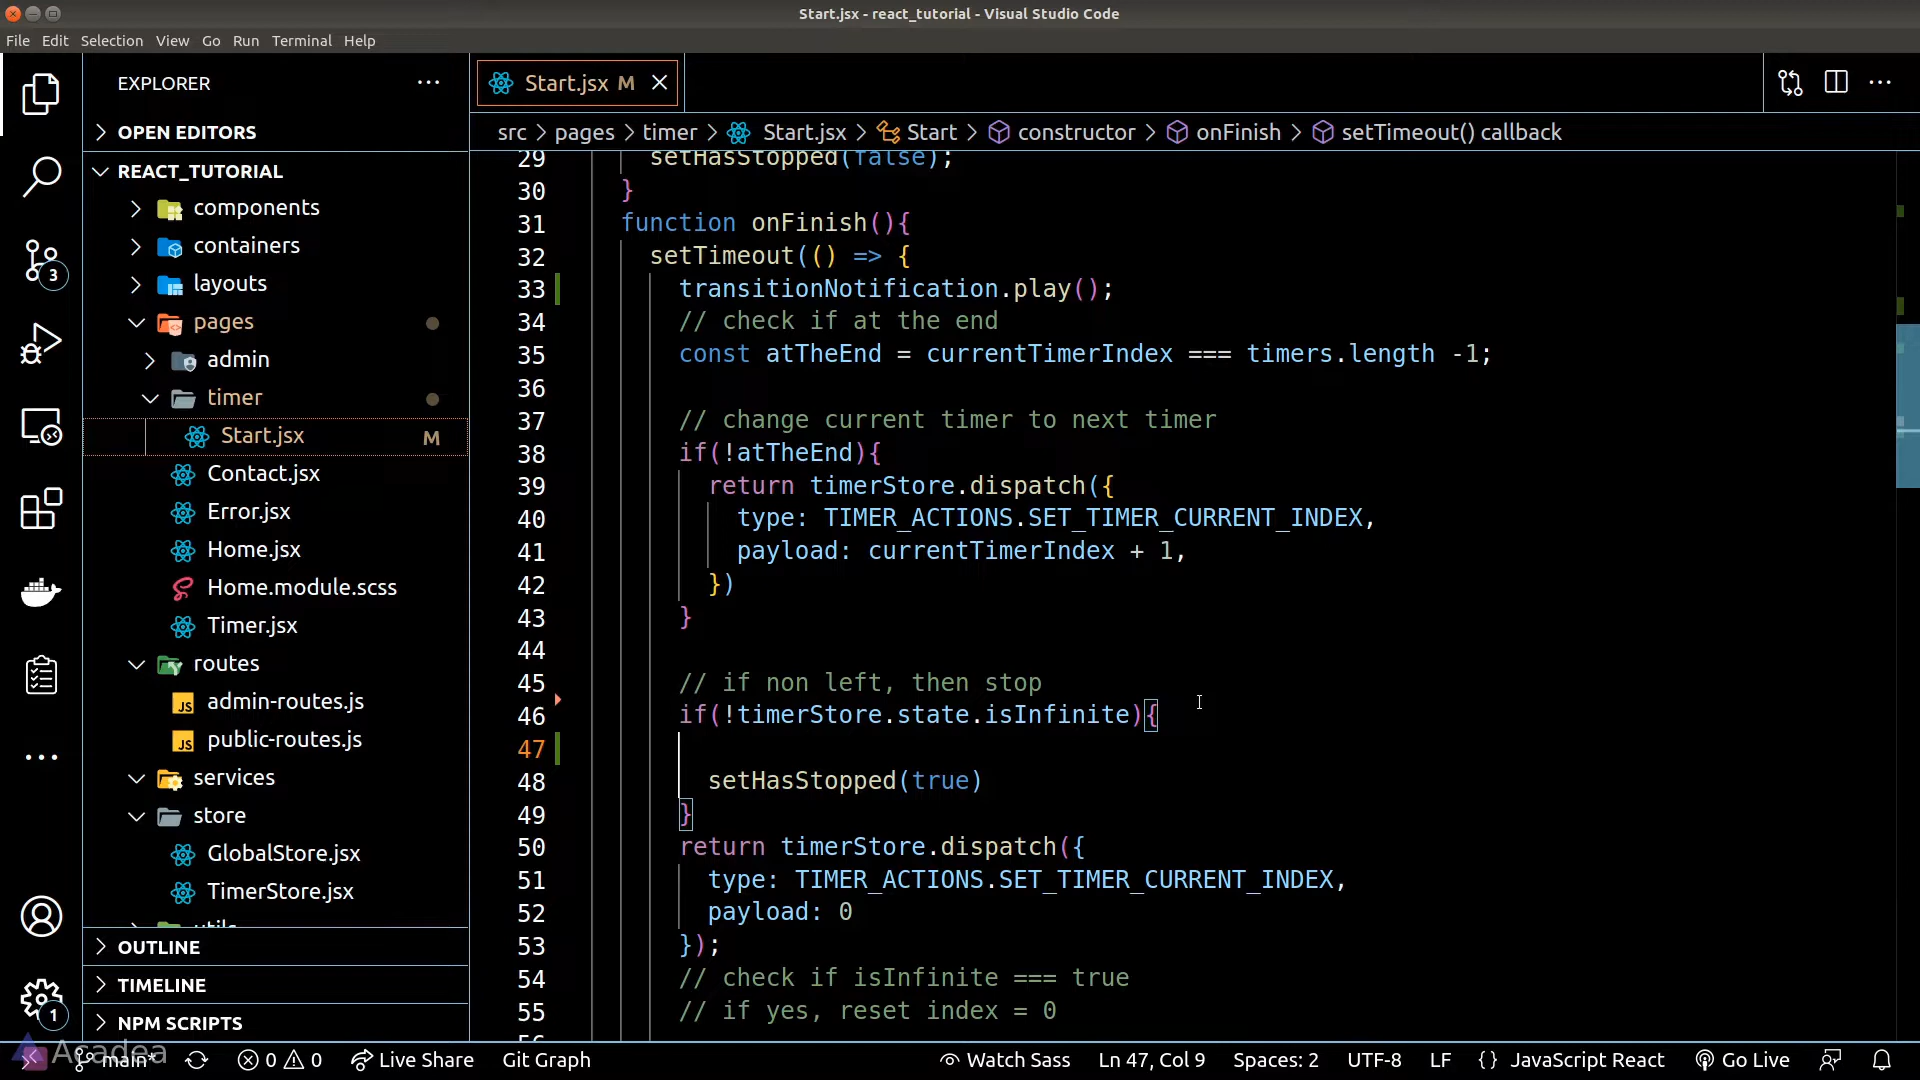 Start.jsx - react_tutorial - Visual Studio Code
File Edit Selection View Go Run Terminal Help
EXPLORER
OPEN EDITORS
REACT_TUTORIAL
components
containers
layouts
pages
admin
timer
Start.jsx M
Contact.jsx
Error.jsx
Home.jsx
Home.module.scss
Timer.jsx
routes
JS admin-routes.js
JS public-routes.js
services
store
GlobalStore.jsx
TimerStore.jsx
utils
OUTLINE
TIMELINE
NPM SCRIPTS
3
1
Start.jsx M
src > pages > timer > Start.jsx > Start > constructor > onFinish > setTimeout() callback
29 setHasStopped(false);
30 }
31 function onFinish(){
32 setTimeout(() => {
33 transitionNotification.play();
34 // check if at the end
35 const atTheEnd = currentTimerIndex === timers.length -1;
36
37 // change current timer to next timer
38 if(!atTheEnd){
39 return timerStore.dispatch({
40 type: TIMER_ACTIONS.SET_TIMER_CURRENT_INDEX,
41 payload: currentTimerIndex + 1,
42 })
43 }
44
45 // if non left, then stop
46 if(!timerStore.state.isInfinite){
47
48 setHasStopped(true)
49 }
50 return timerStore.dispatch({
51 type: TIMER_ACTIONS.SET_TIMER_CURRENT_INDEX,
52 payload: 0
53 });
54 // check if isInfinite === true
55 // if yes, reset index = 0
56
Acadea
main* 0 0 Live Share Git Graph Watch Sass Ln 47, Col 9 Spaces: 2 UTF-8 LF {} JavaScript React Go Live